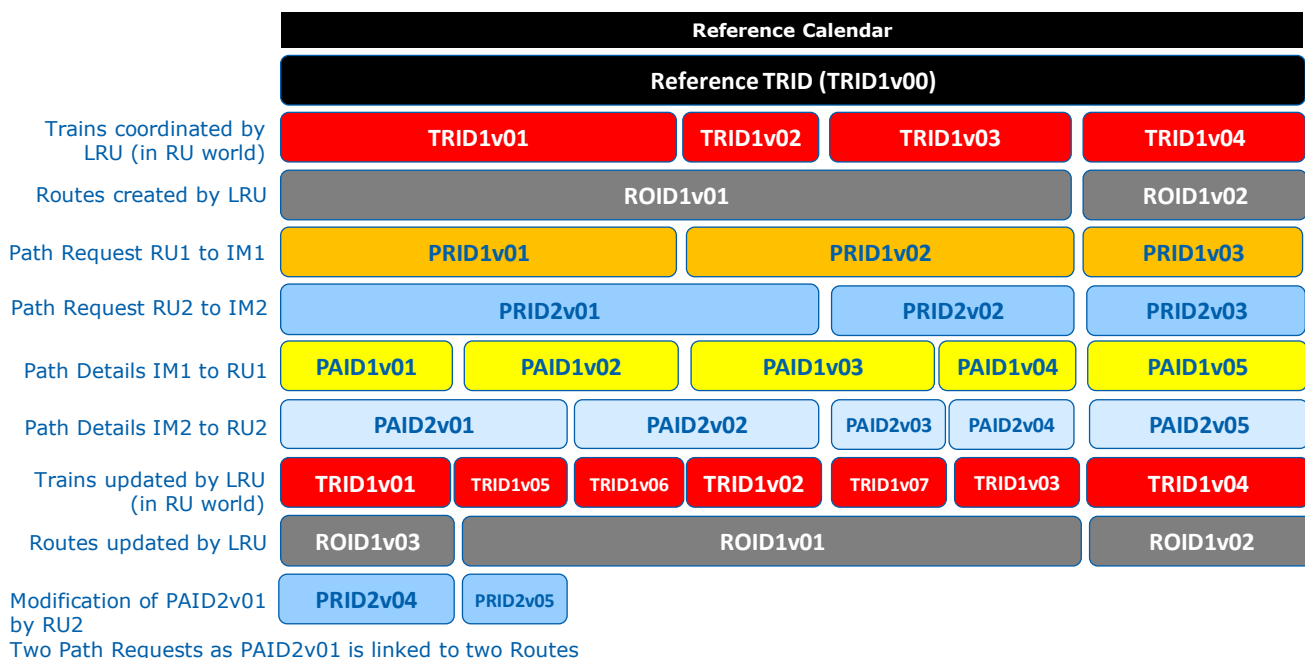 Reference Calendar
Reference TRID (TRID1v00)
Trains coordinated by
LRU (in RU world)
TRID1v01 TRID1v02 TRID1v03 TRID1v04
Routes created by LRU ROID1v01 ROID1v02
Path Request RU1 to IM1 PRID1v01 PRID1v02 PRID1v03
Path Request RU2 to IM2 PRID2v01 PRID2v02 PRID2v03
Path Details IM1 to RU1 PAID1v01 PAID1v02 PAID1v03 PAID1v04 PAID1v05
Path Details IM2 to RU2 PAID2v01 PAID2v02 PAID2v03 PAID2v04 PAID2v05
Trains updated by LRU
(in RU world)
TRID1v01 TRID1v05 TRID1v06 TRID1v02 TRID1v07 TRID1v03 TRID1v04
Routes updated by LRU ROID1v03 ROID1v01 ROID1v02
Modification of PAID2v01
by RU2
PRID2v04 PRID2v05
Two Path Requests as PAID2v01 is linked to two Routes